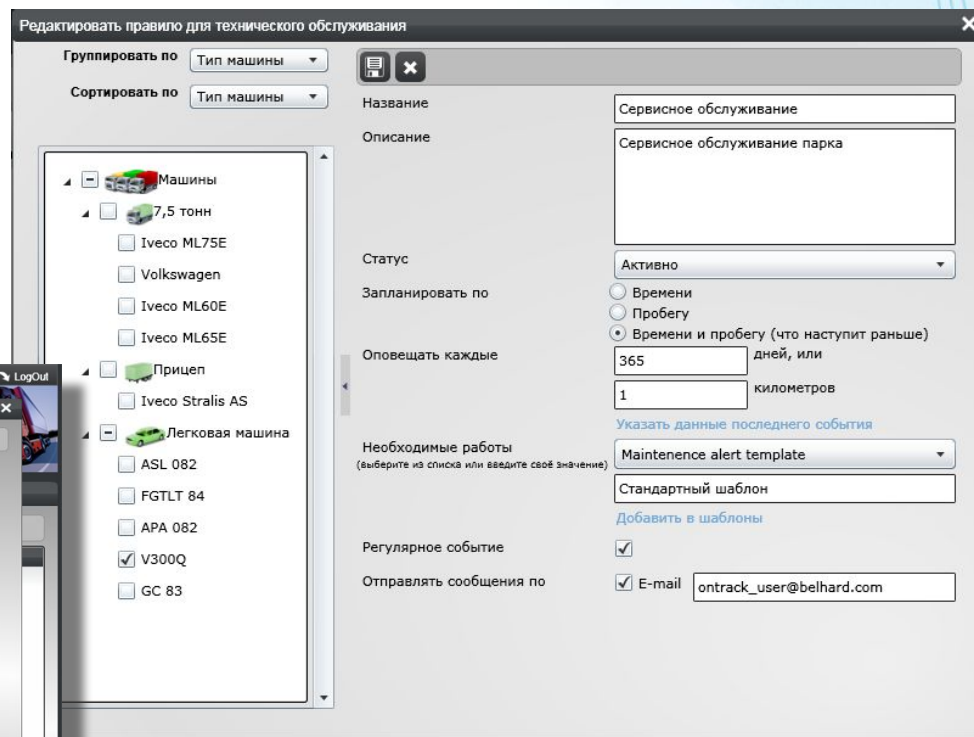 Редактировать правило для технического обслуживания
Группировать по Тип машины
Сортировать по Тип машины
Машины
7,5 тонн
Iveco ML75E
Volkswagen
Iveco ML60E
Iveco ML65E
Прицеп
Iveco Stralis AS
Легковая машина
ASL 082
FGTLT 84
APA 082
V300Q
GC 83
LogOut
Название Сервисное обслуживание
Описание Сервисное обслуживание парка
Статус Активно
Запланировать по Времени
Пробегу
Времени и пробегу (что наступит раньше)
Оповещать каждые 365 дней, или
1 километров
Указать данные последнего события
Необходимые работы Maintenence alert template
(выберите из списка или введите своё значение)
Стандартный шаблон
Добавить в шаблоны
Регулярное событие
Отправлять сообщения по E-mail ontrack_user@belhard.com